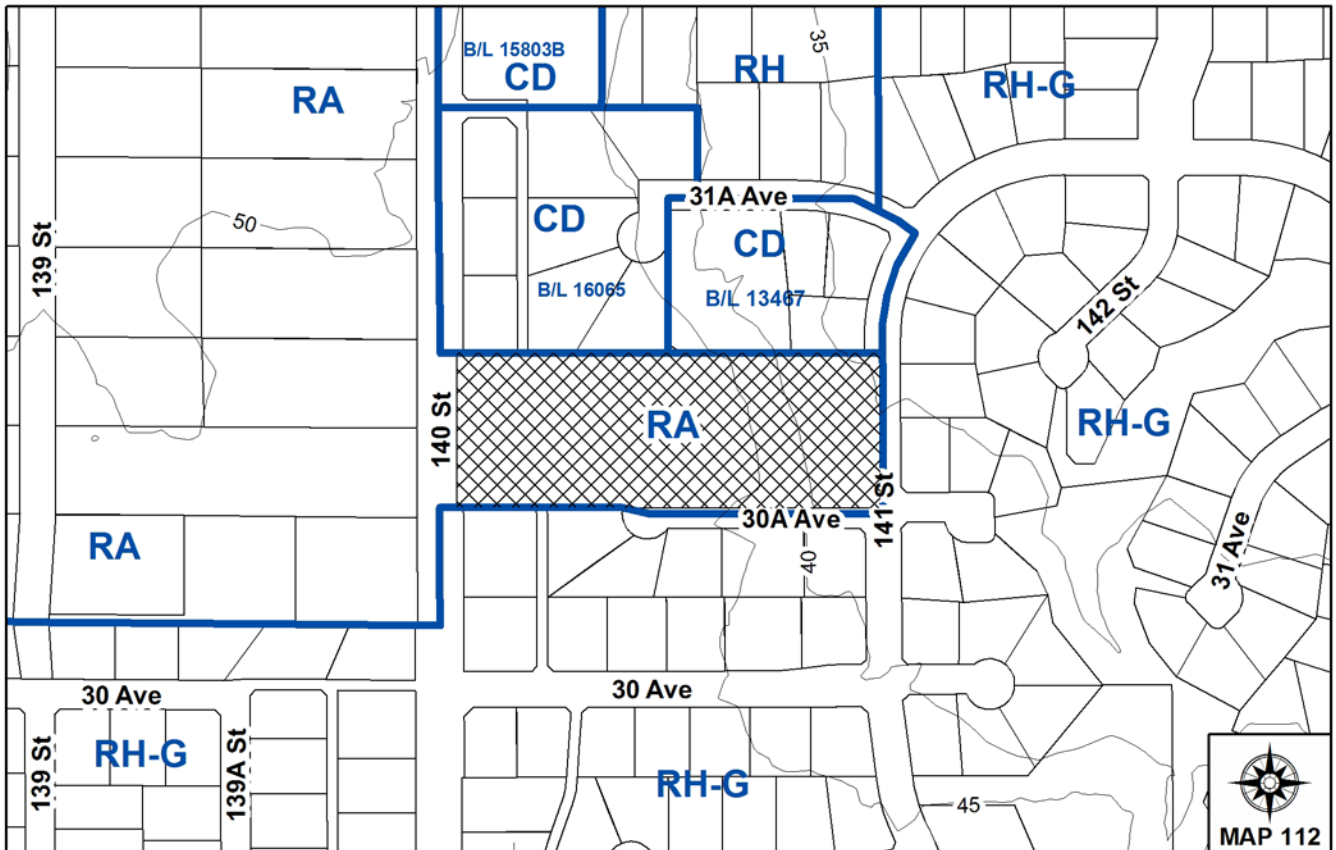 B/L 15803B
CD
RA
RH
35
RH-G
31A Ave
CD
CD
50
139 St
B/L 16065
B/L 13467
142 St
140 St
RA
RH-G
141 St
30A Ave
RA
40
31 Ave
30 Ave
30 Ave
139 St
RH-G
139A St
RH-G
45
MAP 112